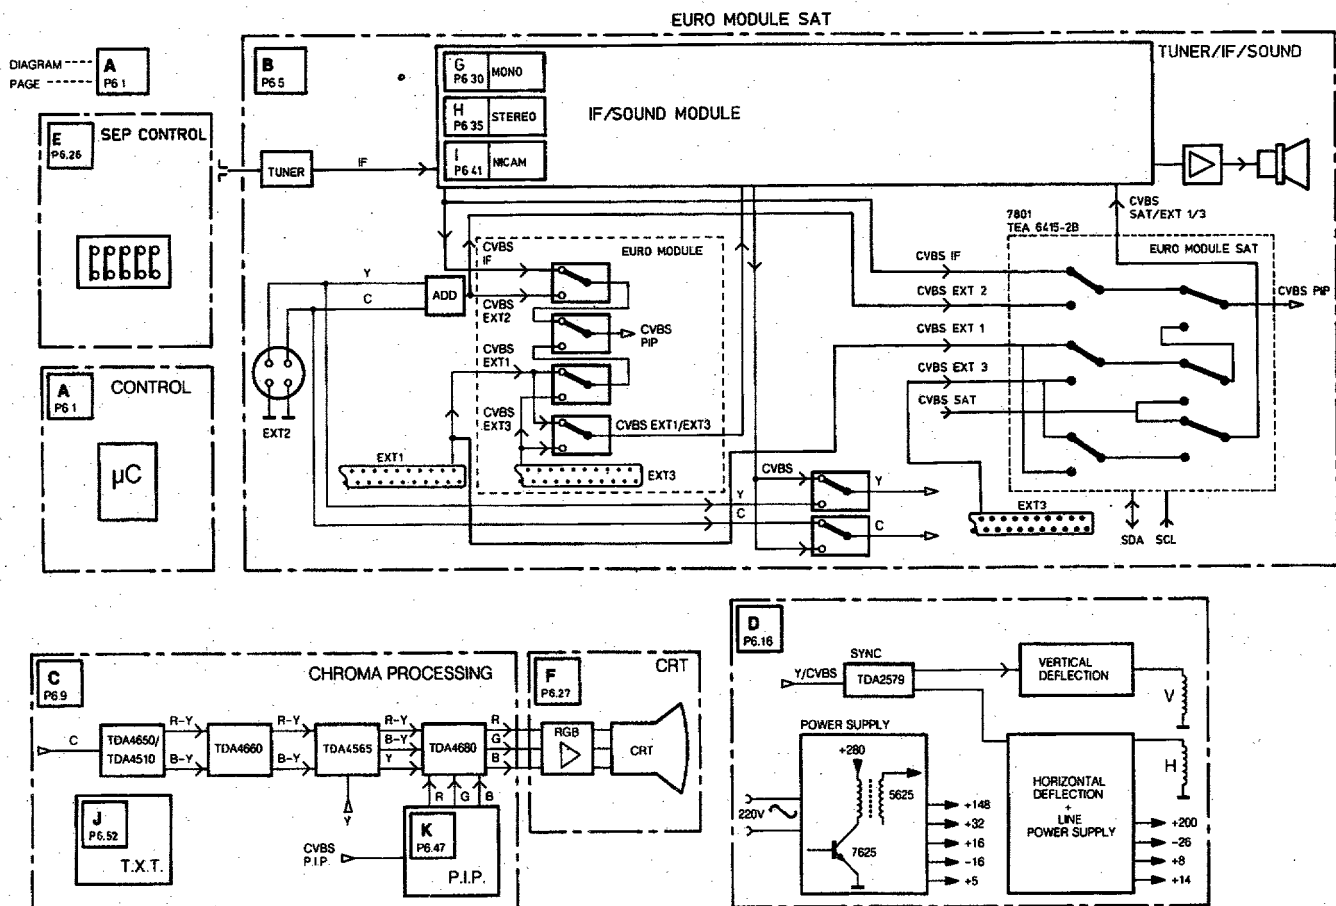 EURO MODULE SAT
DIAGRAM
PAGE
A
P6.1
B
P6.5
G
P6.30
MONO
H
P6.35
STEREO
I
P6.41
NICAM
IF/SOUND MODULE
TUNER/IF/SOUND
E
P6.26
SEP CONTROL
TUNER
IF
CVBS
SAT/EXT 1/3
7801
TEA 6415-2B
EURO MODULE SAT
CVBS
IF
EURO MODULE
Y
C
ADD
CVBS
EXT2
CVBS
PIP
CVBS
EXT1
CVBS
EXT3
CVBS EXT1/EXT3
CVBS IF
CVBS EXT 2
CVBS EXT 1
CVBS EXT 3
CVBS SAT
CVBS PIP
A
P6.1
CONTROL
µC
EXT2
EXT1
EXT3
CVBS
Y
Y
C
C
EXT3
SDA
SCL
C
P6.9
CHROMA PROCESSING
C
TDA4650/
TDA4510
R-Y
B-Y
TDA4660
R-Y
B-Y
TDA4565
Y
R-Y
B-Y
Y
TDA4680
R
G
B
R
G
B
J
P6.52
T.X.T.
CVBS
P.I.P.
K
P6.47
P.I.P.
F
P6.27
CRT
RGB
CRT
D
P6.16
SYNC
Y/CVBS
TDA2579
VERTICAL
DEFLECTION
V
POWER SUPPLY
+280
5625
7625
220V
+148
+32
+16
-16
+5
HORIZONTAL
DEFLECTION
+
LINE
POWER SUPPLY
H
+200
-26
+8
+14